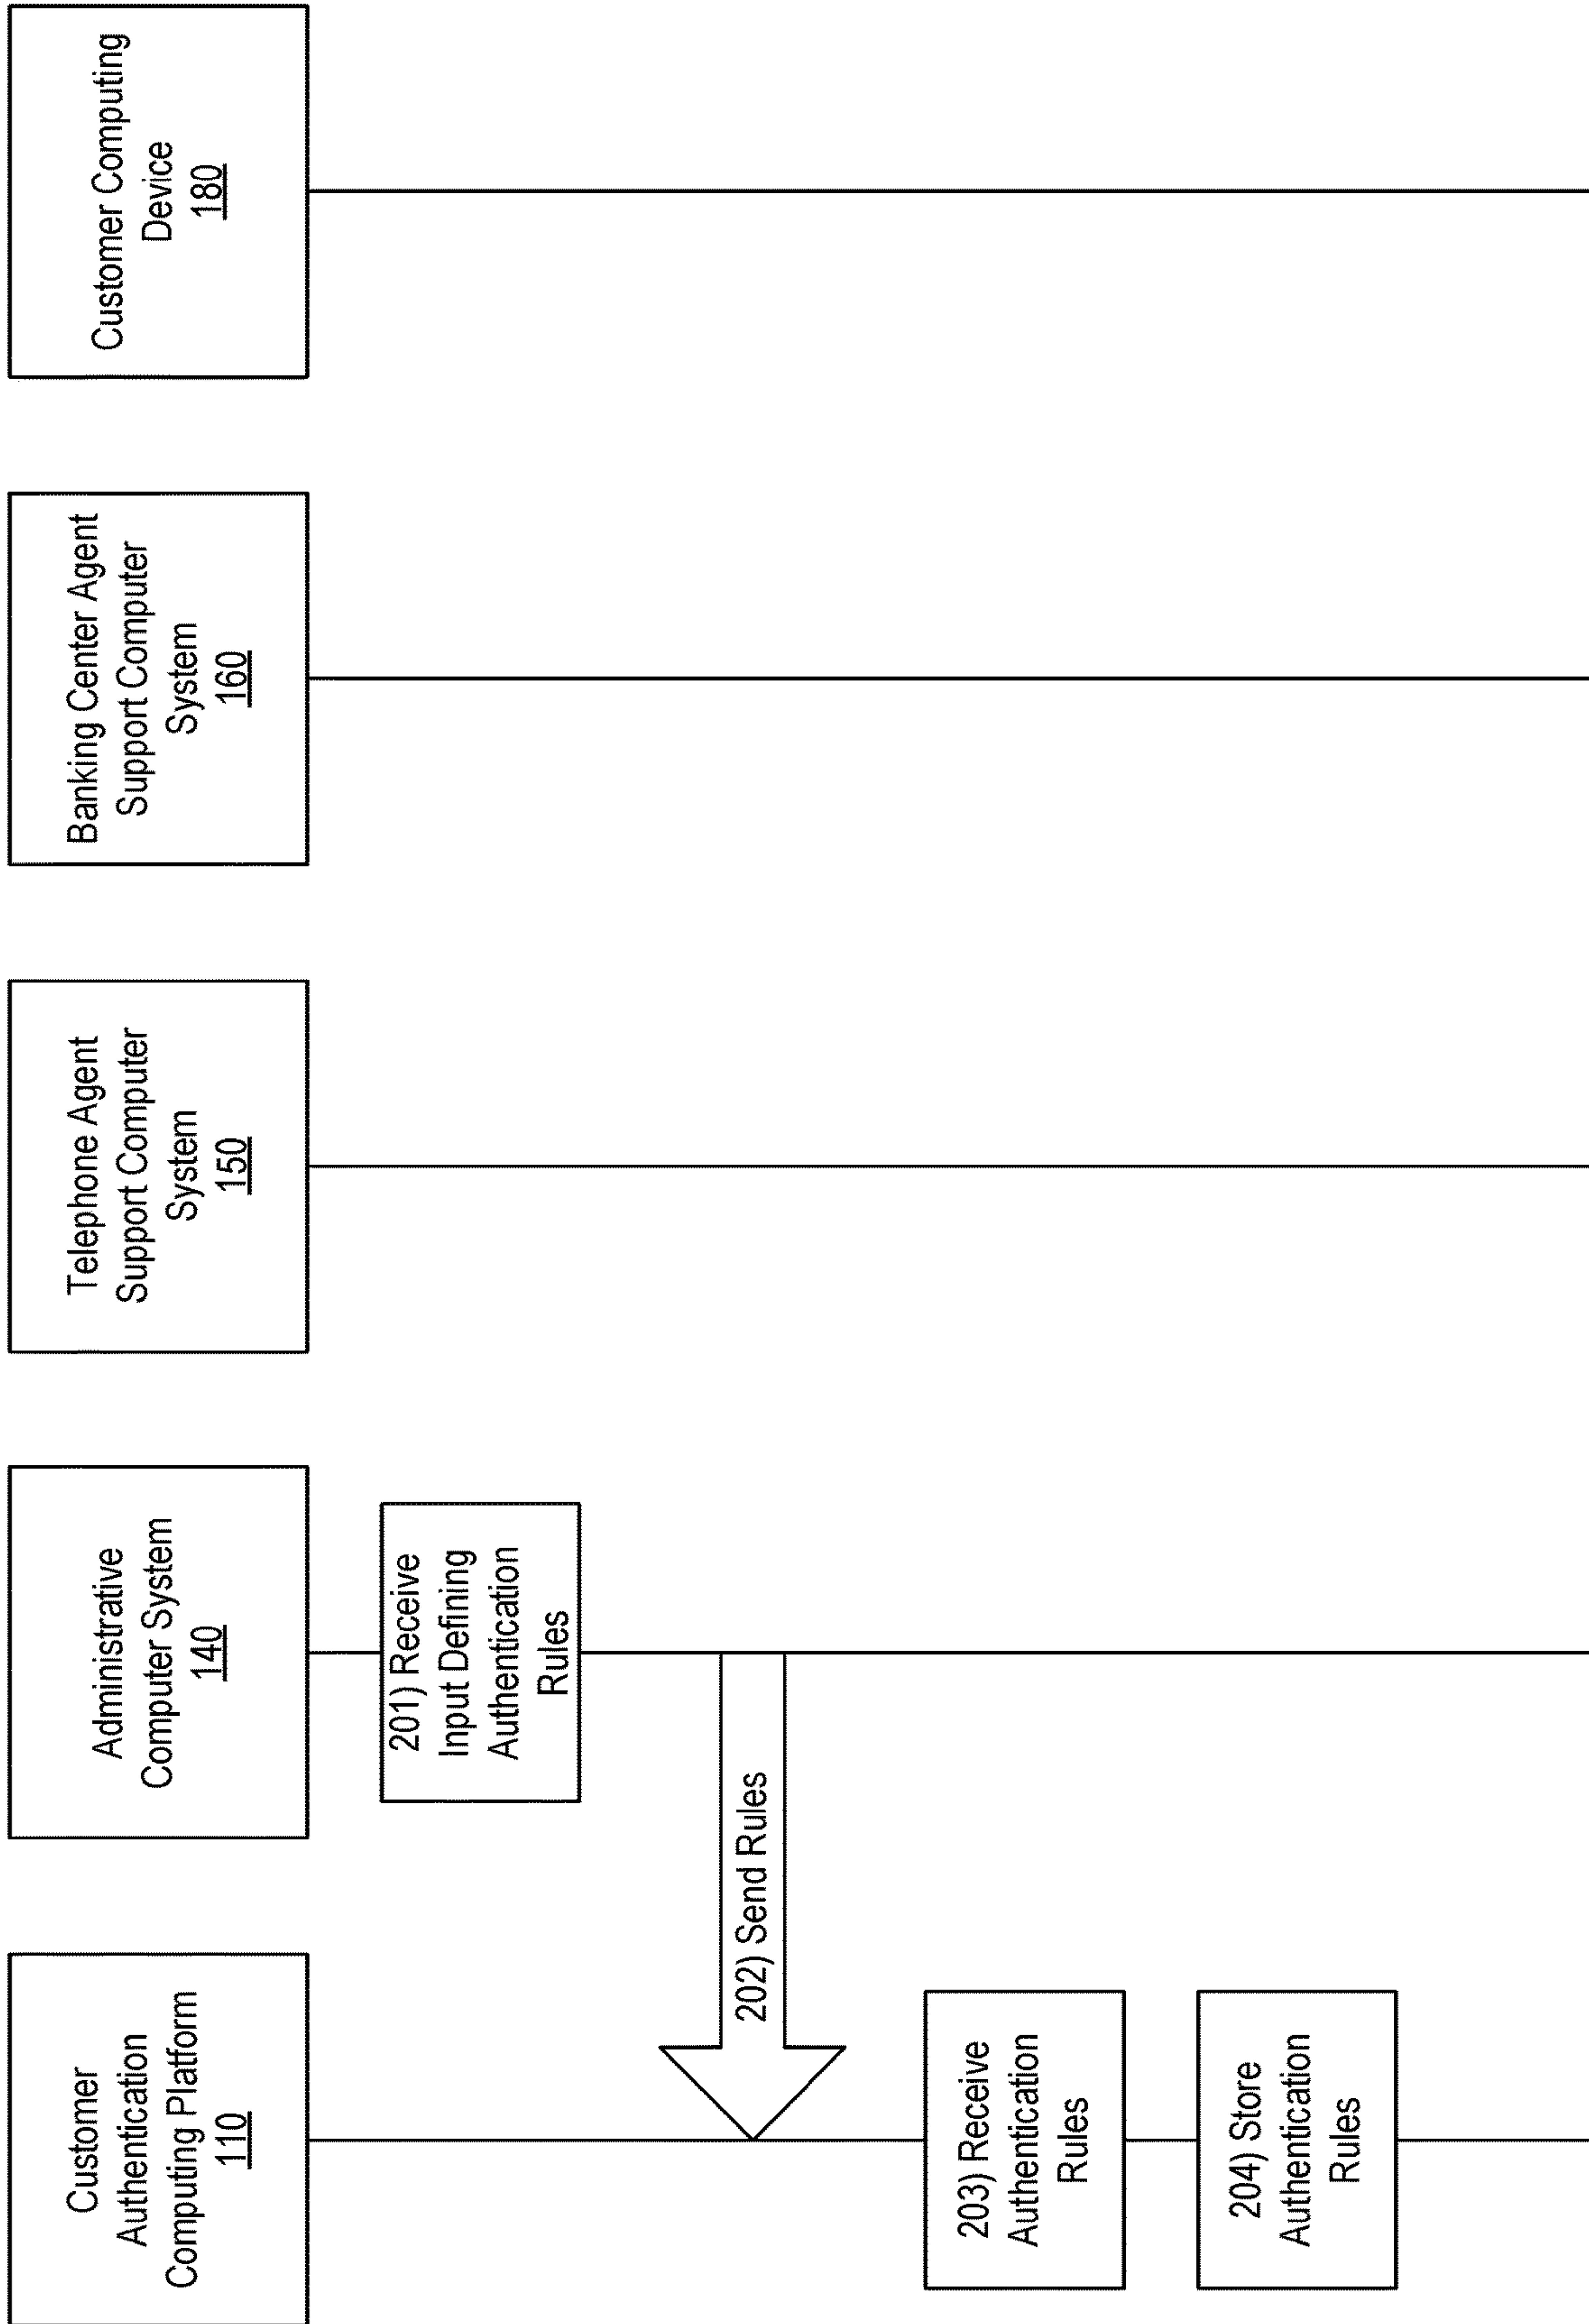 Customer
Authentication
Computing Platform
110
Administrative
Computer System
140
Telephone Agent
Support Computer
System
150
Banking Center Agent
Support Computer
System
160
Customer Computing
Device
180
201) Receive
Input Defining
Authentication
Rules
202) Send Rules
203) Receive
Authentication
Rules
204) Store
Authentication
Rules